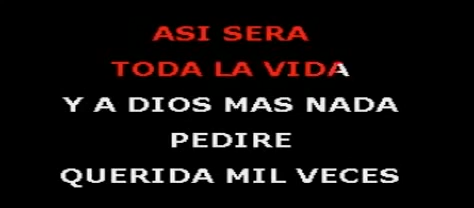 ASI SERA
TODA LA VIDA
Y A DIOS MAS NADA
PEDIRE
QUERIDA MIL VECES